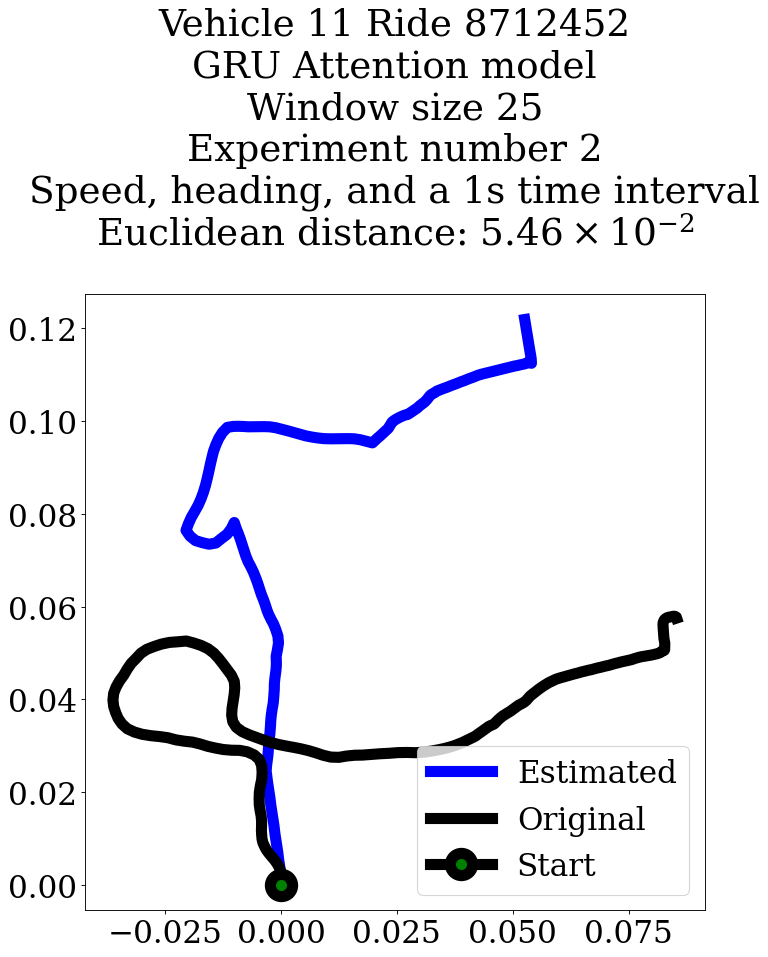 Vehicle 11 Ride 8712452
GRU Attention model
Window size 25
Experiment number 2
Speed, heading, and a 1s time interval
Euclidean distance: 5.46 × 10⁻²
0.12
0.10
0.08
0.06
0.04
0.02
0.00
Estimated
Original
Start
−0.025 0.000 0.025 0.050 0.075